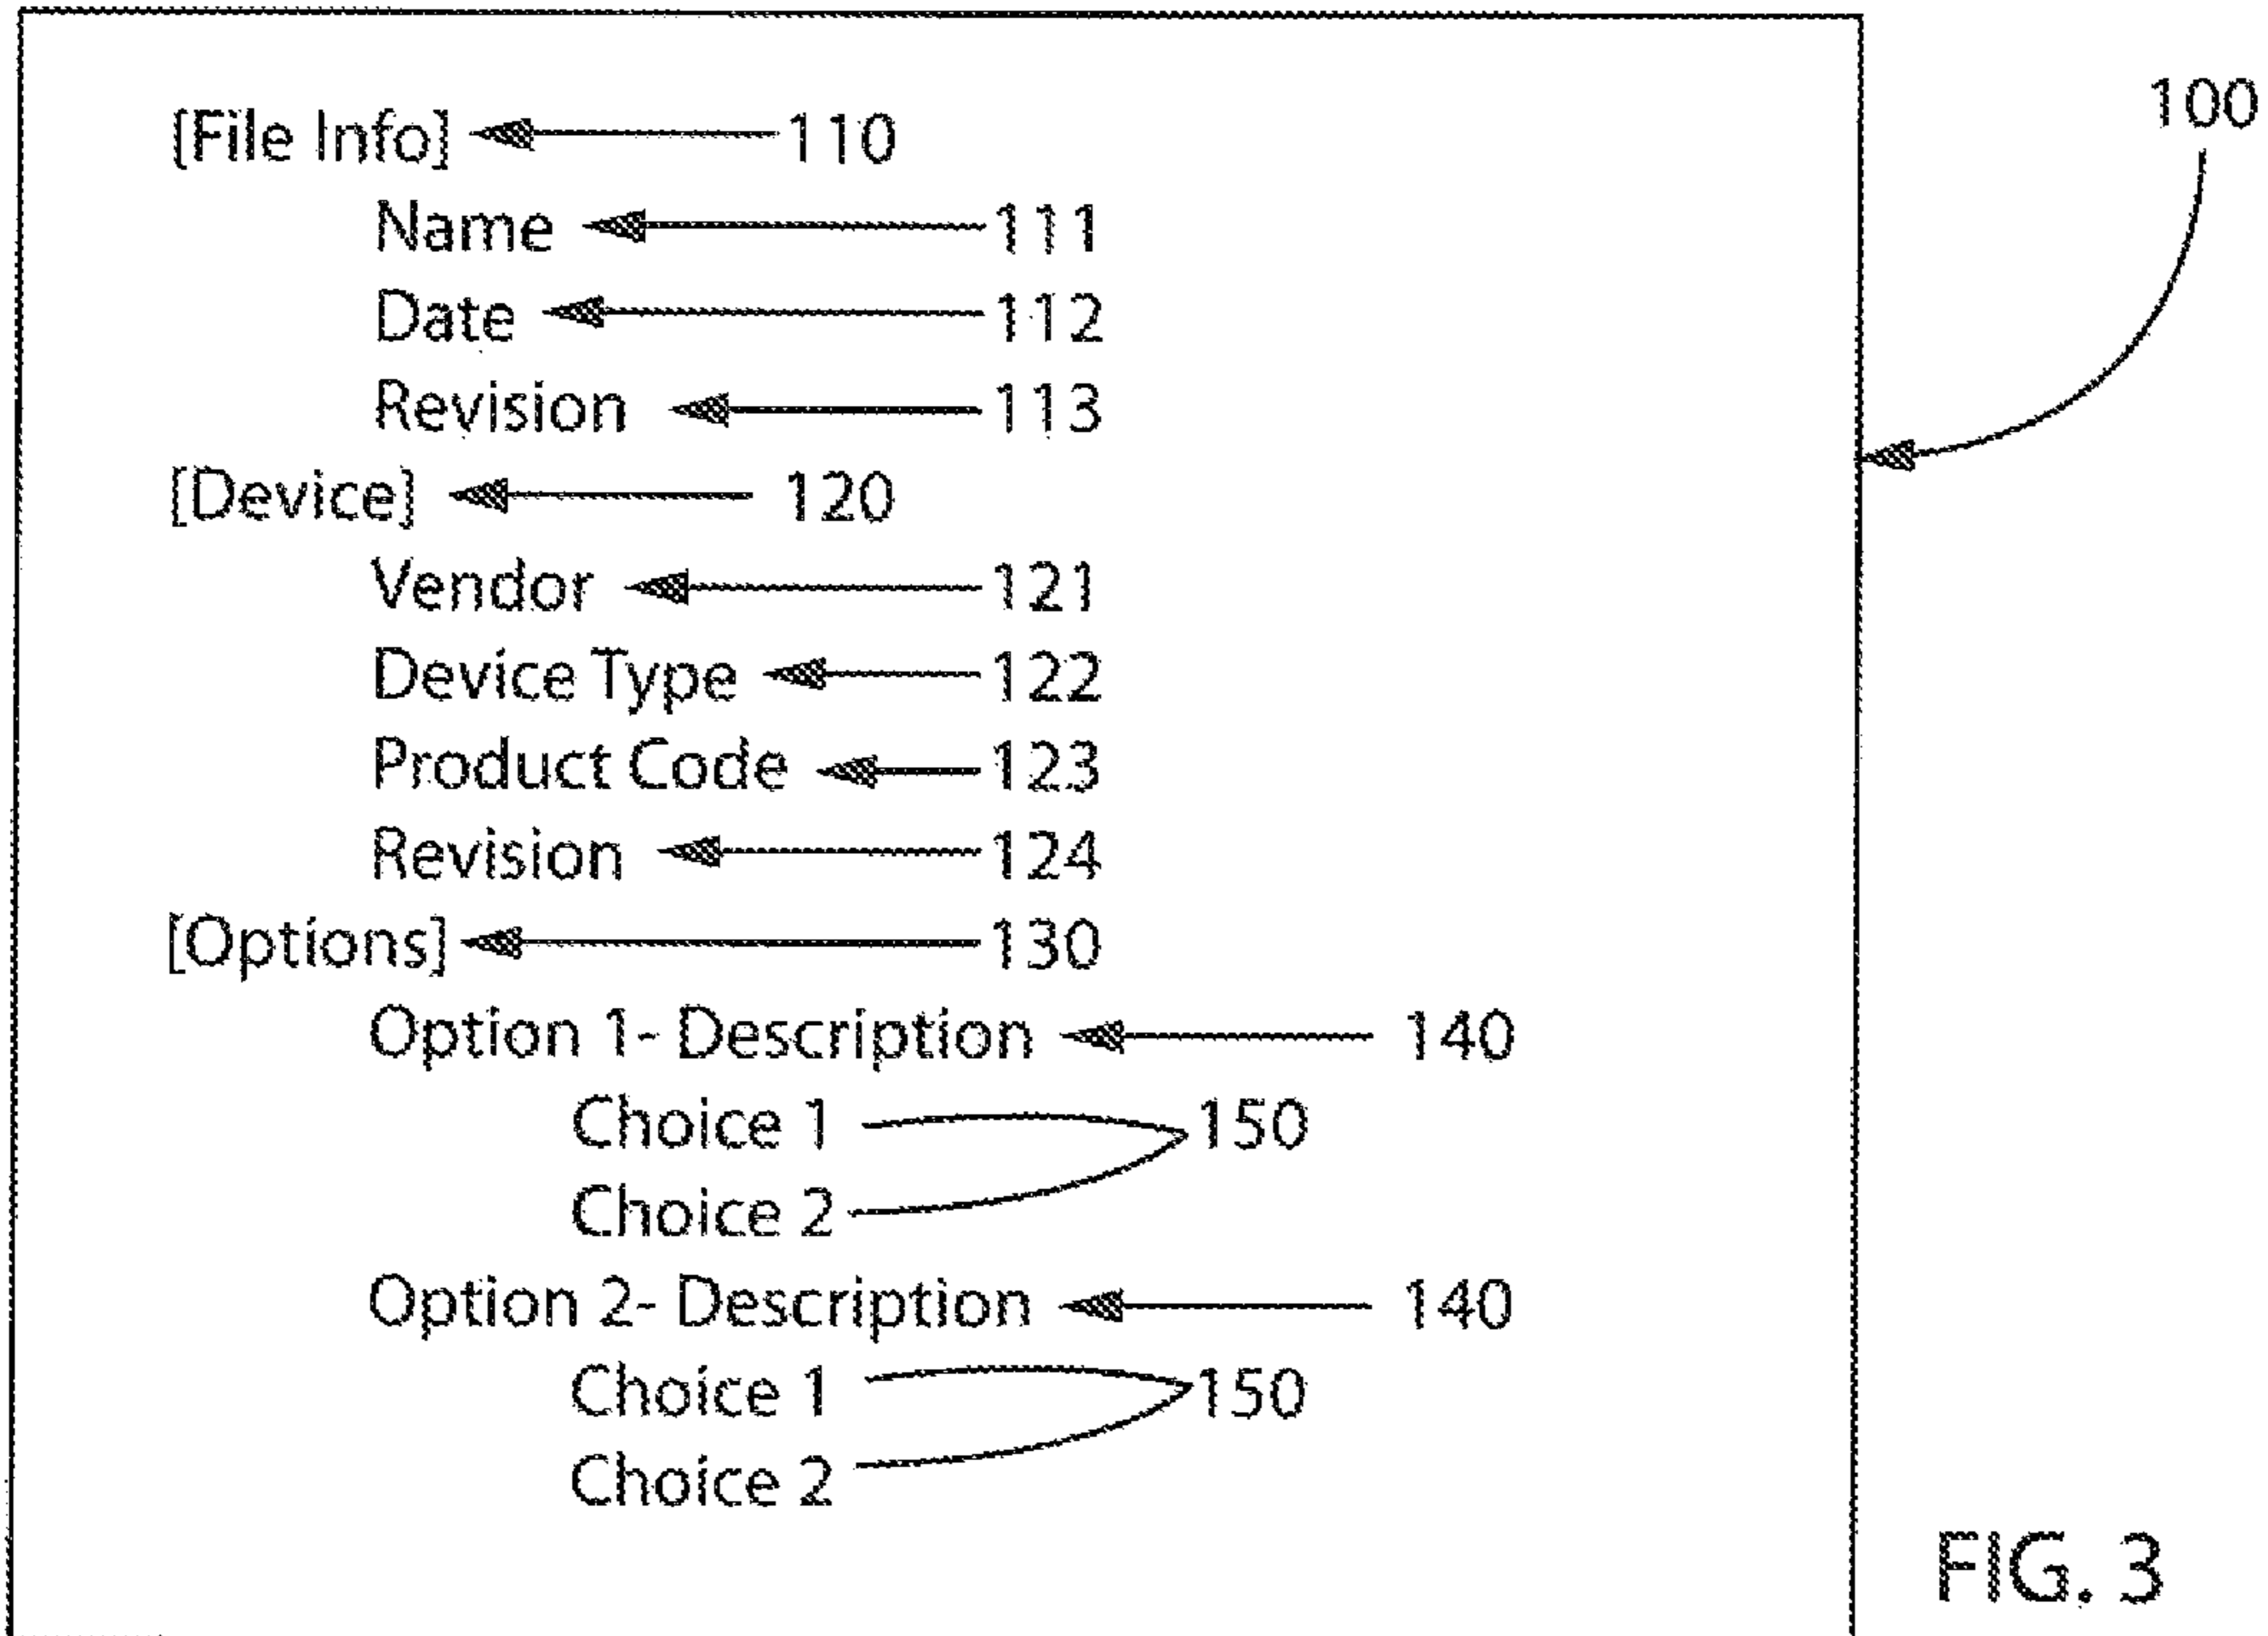 100
[File Info] 110
Name 111
Date 112
Revision 113
[Device] 120
Vendor 121
Device Type 122
Product Code 123
Revision 124
[Options] 130
Option 1- Description 140
Choice 1 150
Choice 2
Option 2- Description 140
Choice 1 150
Choice 2
FIG. 3